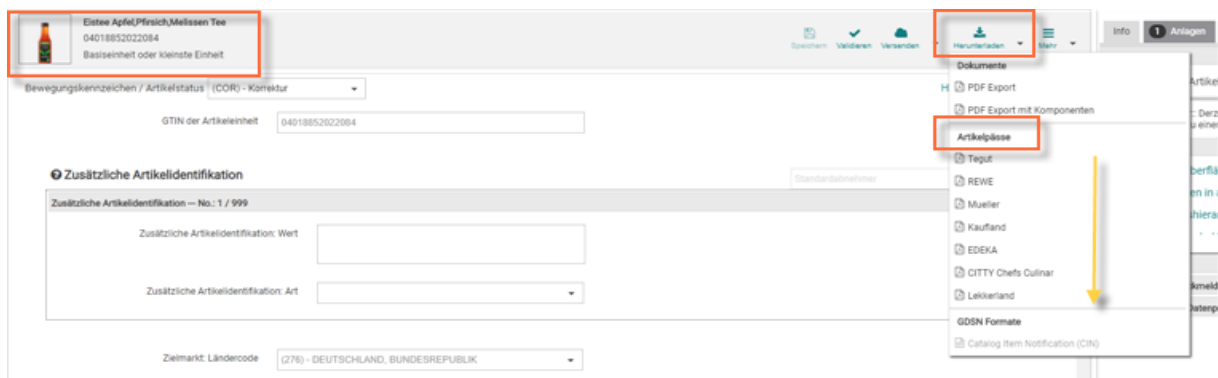 Eistee Apfel,Pfirsich,Melissen Tee
04018852022084
Basiseinheit oder kleinste Einheit
Speichern Validieren Versenden Herunterladen Mehr
Info 1 Anlagen
Bewegungskennzeichen / Artikelstatus (COR) - Korrektur
GTIN der Artikeleinheit 04018852022084
Zusätzliche Artikelidentifikation
Standardabnehmer
Zusätzliche Artikelidentifikation — No.: 1 / 999
Zusätzliche Artikelidentifikation: Wert
Zusätzliche Artikelidentifikation: Art
Zielmarkt: Ländercode (276) - DEUTSCHLAND, BUNDESREPUBLIK
Dokumente
PDF Export
PDF Export mit Komponenten
Artikelpässe
Tegut
REWE
Mueller
Kaufland
EDEKA
CITTY Chefs Culinar
Lekkerland
GDSN Formate
Catalog Item Notification (CIN)